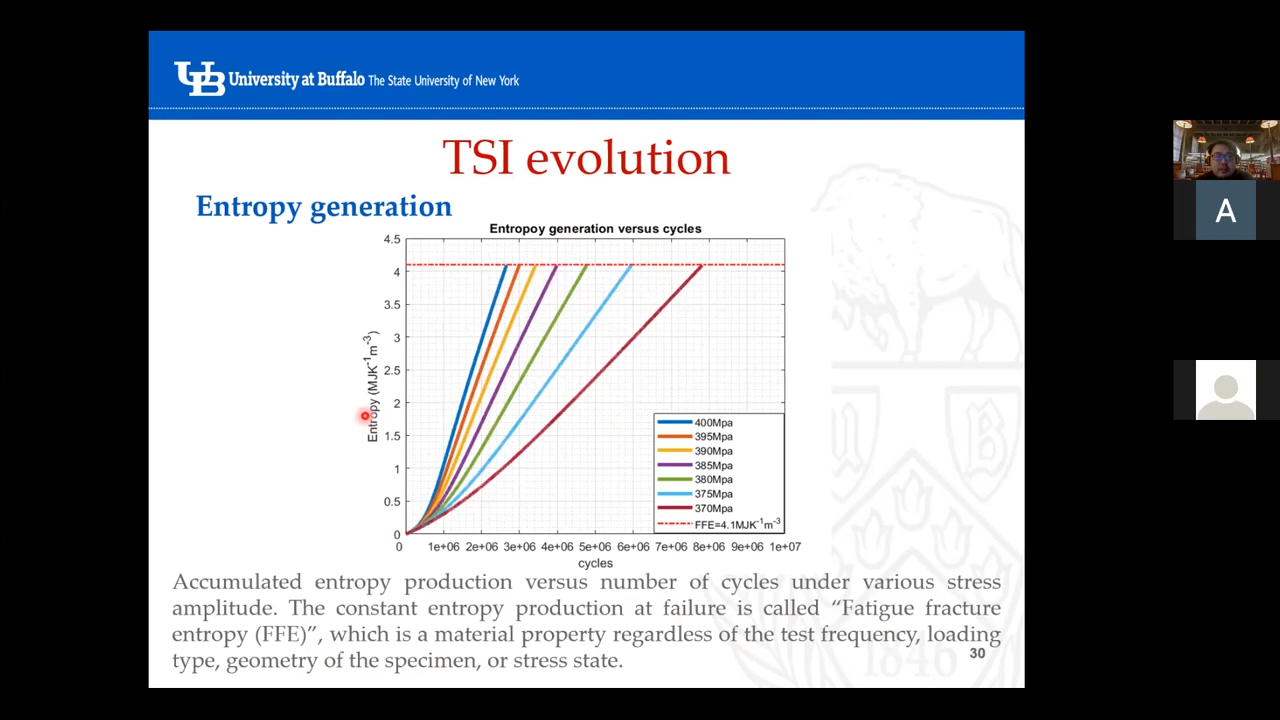 UB University at Buffalo The State University of New York
TSI evolution
Entropy generation
Entropoy generation versus cycles
4.5
4
3.5
3
2.5
2
1.5
1
0.5
0
Entropy (MJK⁻¹m⁻³)
400Mpa
395Mpa
390Mpa
385Mpa
380Mpa
375Mpa
370Mpa
FFE=4.1MJK⁻¹m⁻³
0 1e+06 2e+06 3e+06 4e+06 5e+06 6e+06 7e+06 8e+06 9e+06 1e+07
cycles
Accumulated entropy production versus number of cycles under various stress
amplitude. The constant entropy production at failure is called “Fatigue fracture
entropy (FFE)”, which is a material property regardless of the test frequency, loading
type, geometry of the specimen, or stress state.
30
1846
A